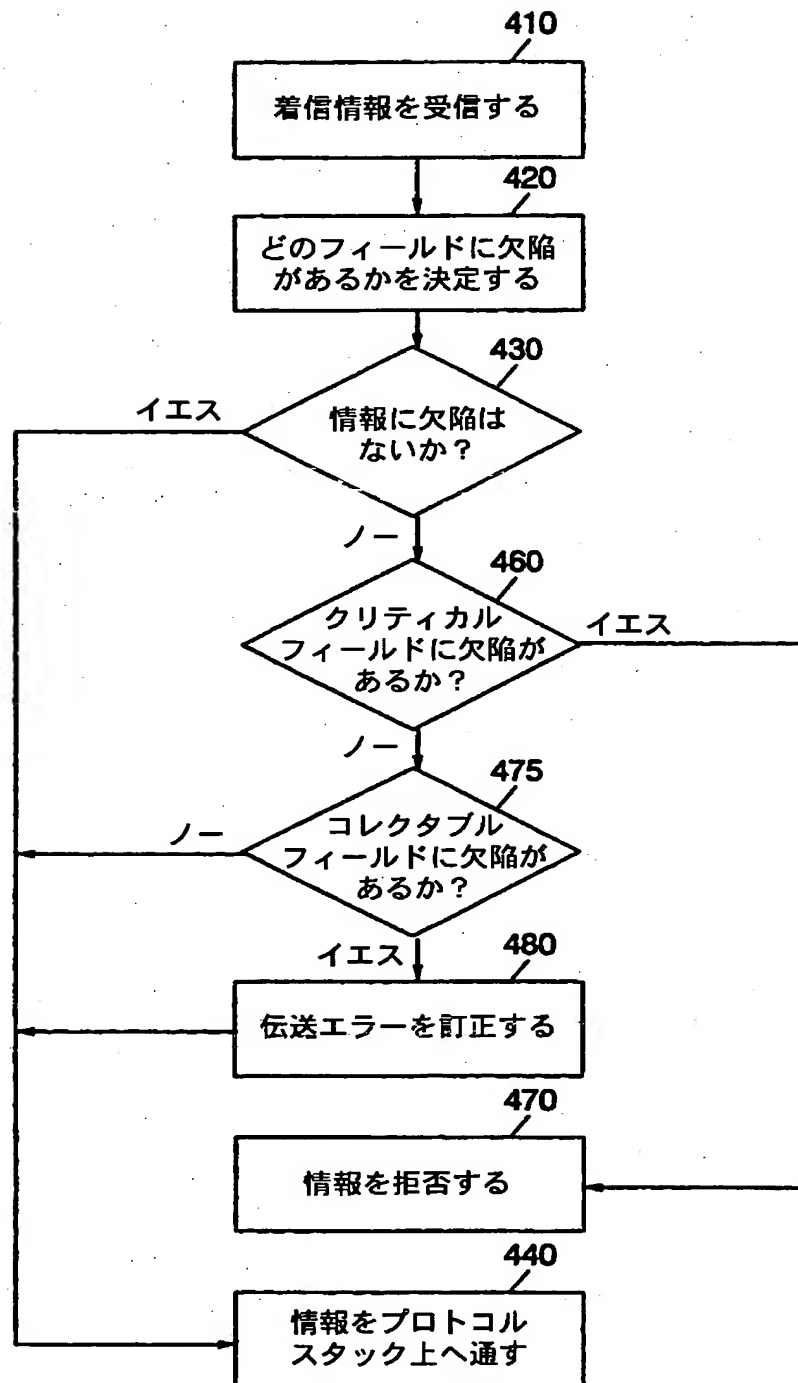 410
着信情報を受信する
420
どのフィールドに欠陥
があるかを決定する
430
イエス
情報に欠陥は
ないか?
ノー
460
クリティカル
フィールドに欠陥が
あるか?
イエス
ノー
475
コレクタブル
フィールドに欠陥が
あるか?
ノー
イエス
480
伝送エラーを訂正する
470
情報を拒否する
440
情報をプロトコル
スタック上へ通す